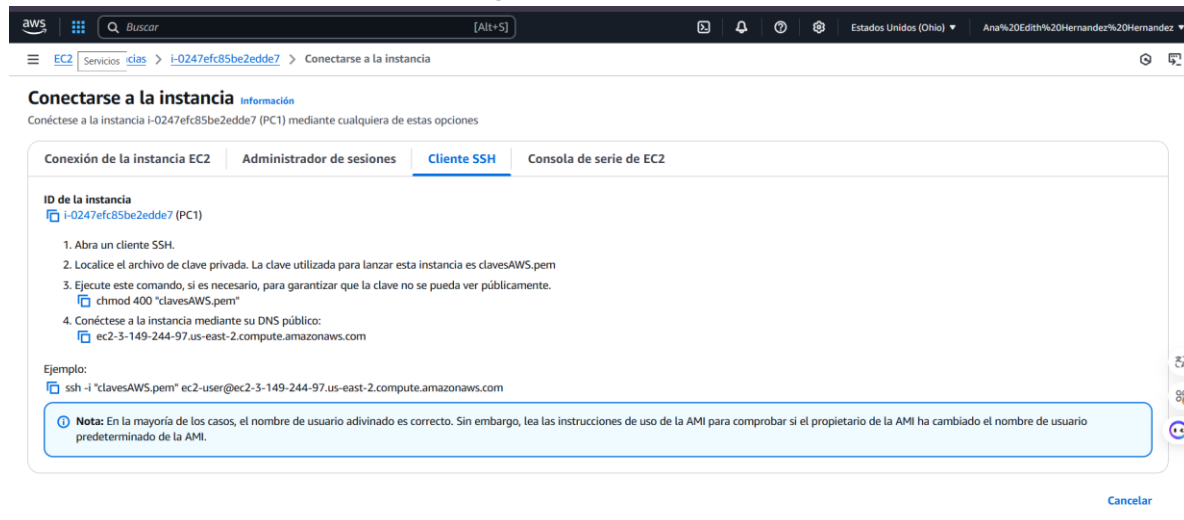 aws
Buscar
[Alt+S]
Estados Unidos (Ohio)
Ana%20Edith%20Hernandez%20Hernandez
EC2
Servicios
cias > i-0247efc85be2edde7 > Conectarse a la instancia
Conectarse a la instancia Información
Conéctese a la instancia i-0247efc85be2edde7 (PC1) mediante cualquiera de estas opciones
Conexión de la instancia EC2
Administrador de sesiones
Cliente SSH
Consola de serie de EC2
ID de la instancia
i-0247efc85be2edde7 (PC1)
1. Abra un cliente SSH.
2. Localice el archivo de clave privada. La clave utilizada para lanzar esta instancia es clavesAWS.pem
3. Ejecute este comando, si es necesario, para garantizar que la clave no se pueda ver públicamente.
chmod 400 "clavesAWS.pem"
4. Conéctese a la instancia mediante su DNS público:
ec2-3-149-244-97.us-east-2.compute.amazonaws.com
Ejemplo:
ssh -i "clavesAWS.pem" ec2-user@ec2-3-149-244-97.us-east-2.compute.amazonaws.com
Nota: En la mayoría de los casos, el nombre de usuario adivinado es correcto. Sin embargo, lea las instrucciones de uso de la AMI para comprobar si el propietario de la AMI ha cambiado el nombre de usuario
predeterminado de la AMI.
Cancelar